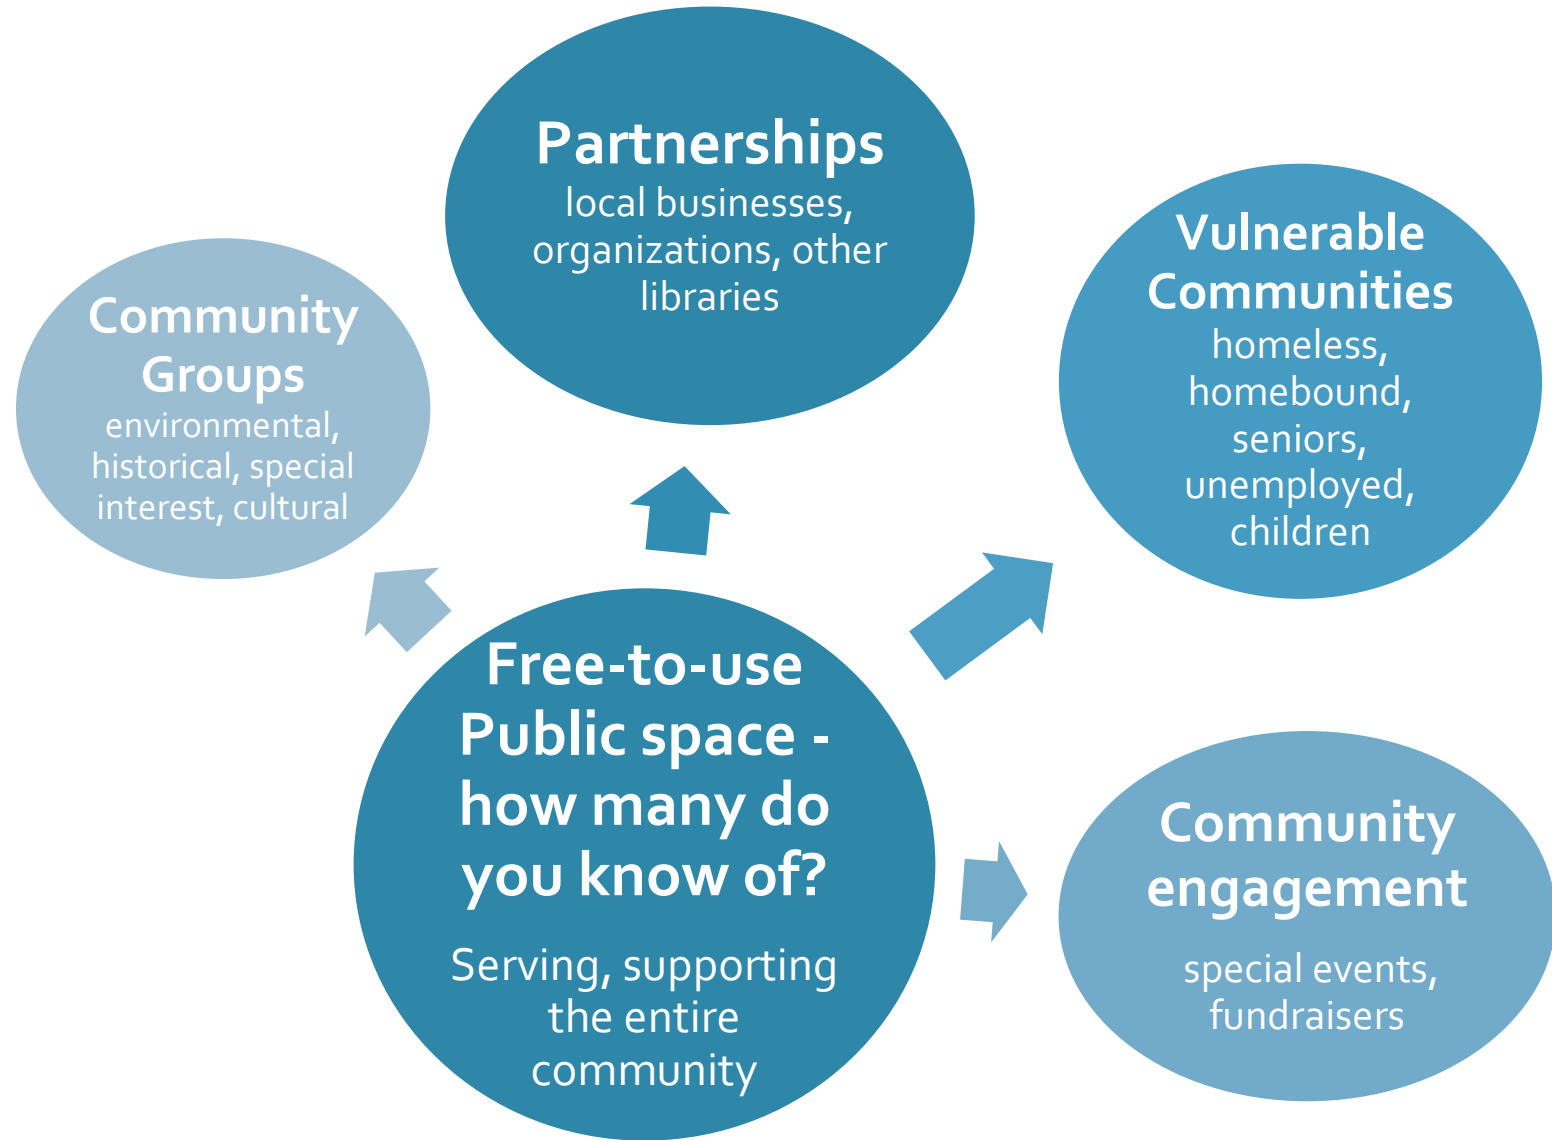 Partnerships
local businesses,
organizations, other
libraries
Vulnerable
Communities
homeless,
homebound,
seniors,
unemployed,
children
Community
Groups
environmental,
historical, special
interest, cultural
Free-to-use
Public space -
how many do
you know of?
Serving, supporting
the entire
community
Community
engagement
special events,
fundraisers